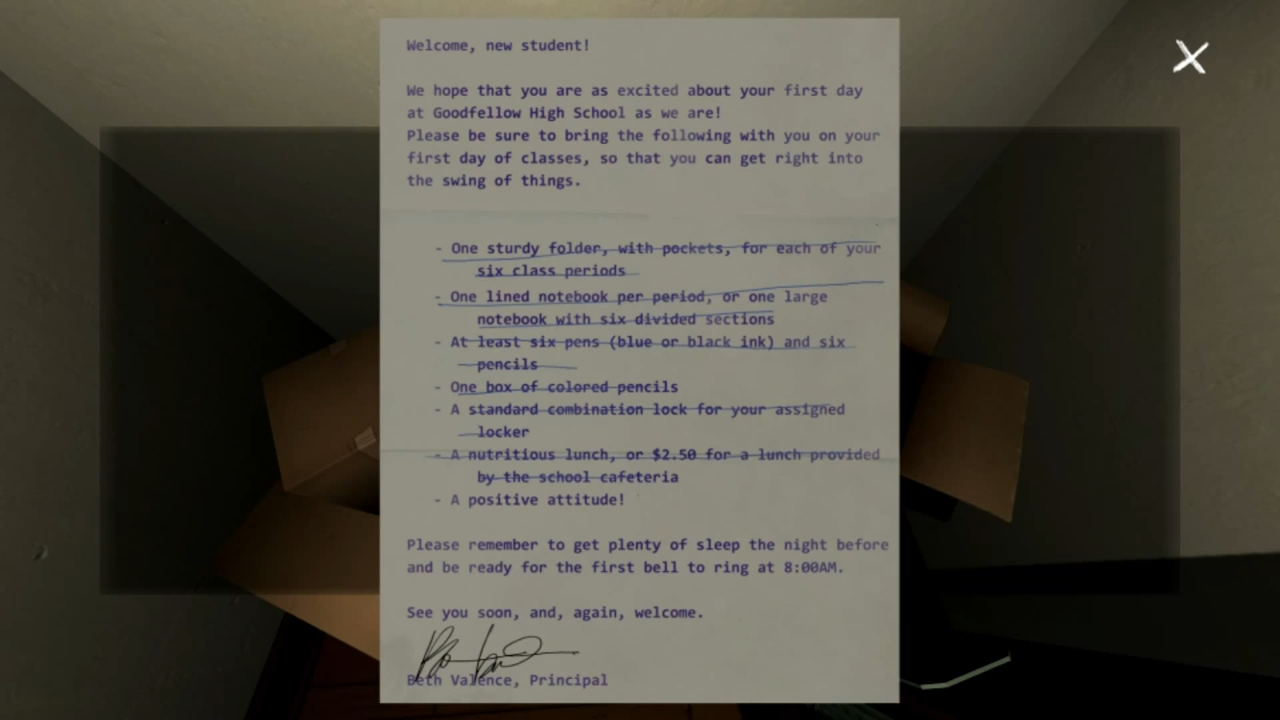 Welcome, new student!
We hope that you are as excited about your first day
at Goodfellow High School as we are!
Please be sure to bring the following with you on your
first day of classes, so that you can get right into
the swing of things.
- One sturdy folder, with pockets, for each of your
six class periods
- One lined notebook per period, or one large
notebook with six divided sections
- At least six pens (blue or black ink) and six
pencils
- One box of colored pencils
- A standard combination lock for your assigned
locker
- A nutritious lunch, or $2.50 for a lunch provided
by the school cafeteria
- A positive attitude!
Please remember to get plenty of sleep the night before
and be ready for the first bell to ring at 8:00AM.
See you soon, and, again, welcome.
Beth Valence, Principal